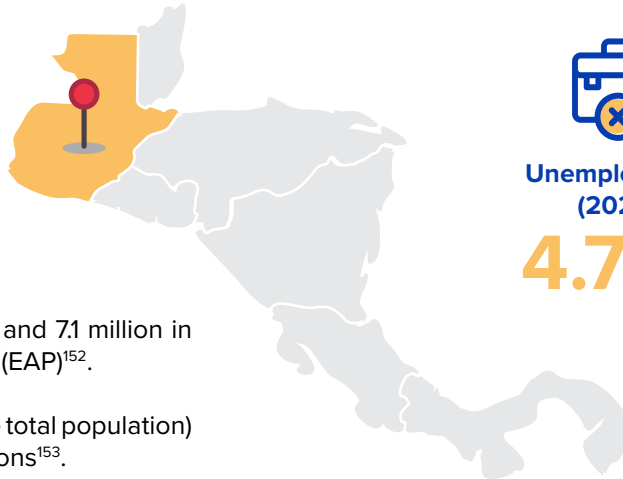 and 7.1 million in
(EAP)152.
total population)
ons153.
Unemplo
(202
4.7